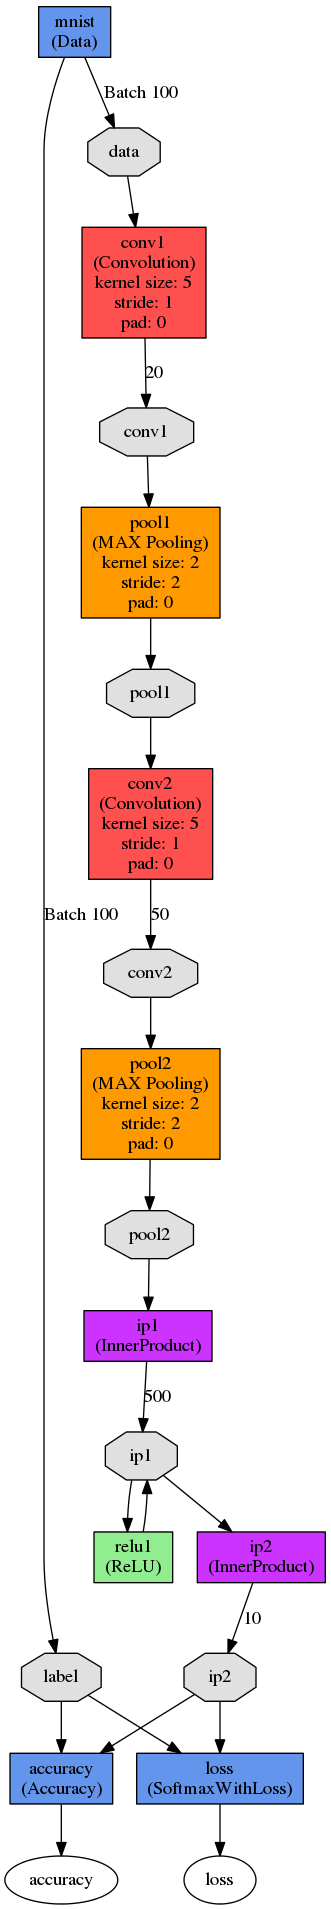 mnist
(Data)
Batch 100
data
conv1
(Convolution)
kernel size: 5
stride: 1
pad: 0
20
conv1
pool1
(MAX Pooling)
kernel size: 2
stride: 2
pad: 0
pool1
conv2
(Convolution)
kernel size: 5
stride: 1
pad: 0
Batch 100
50
conv2
pool2
(MAX Pooling)
kernel size: 2
stride: 2
pad: 0
pool2
ip1
(InnerProduct)
500
ip1
relu1
(ReLU)
ip2
(InnerProduct)
10
label
ip2
accuracy
(Accuracy)
loss
(SoftmaxWithLoss)
accuracy
loss